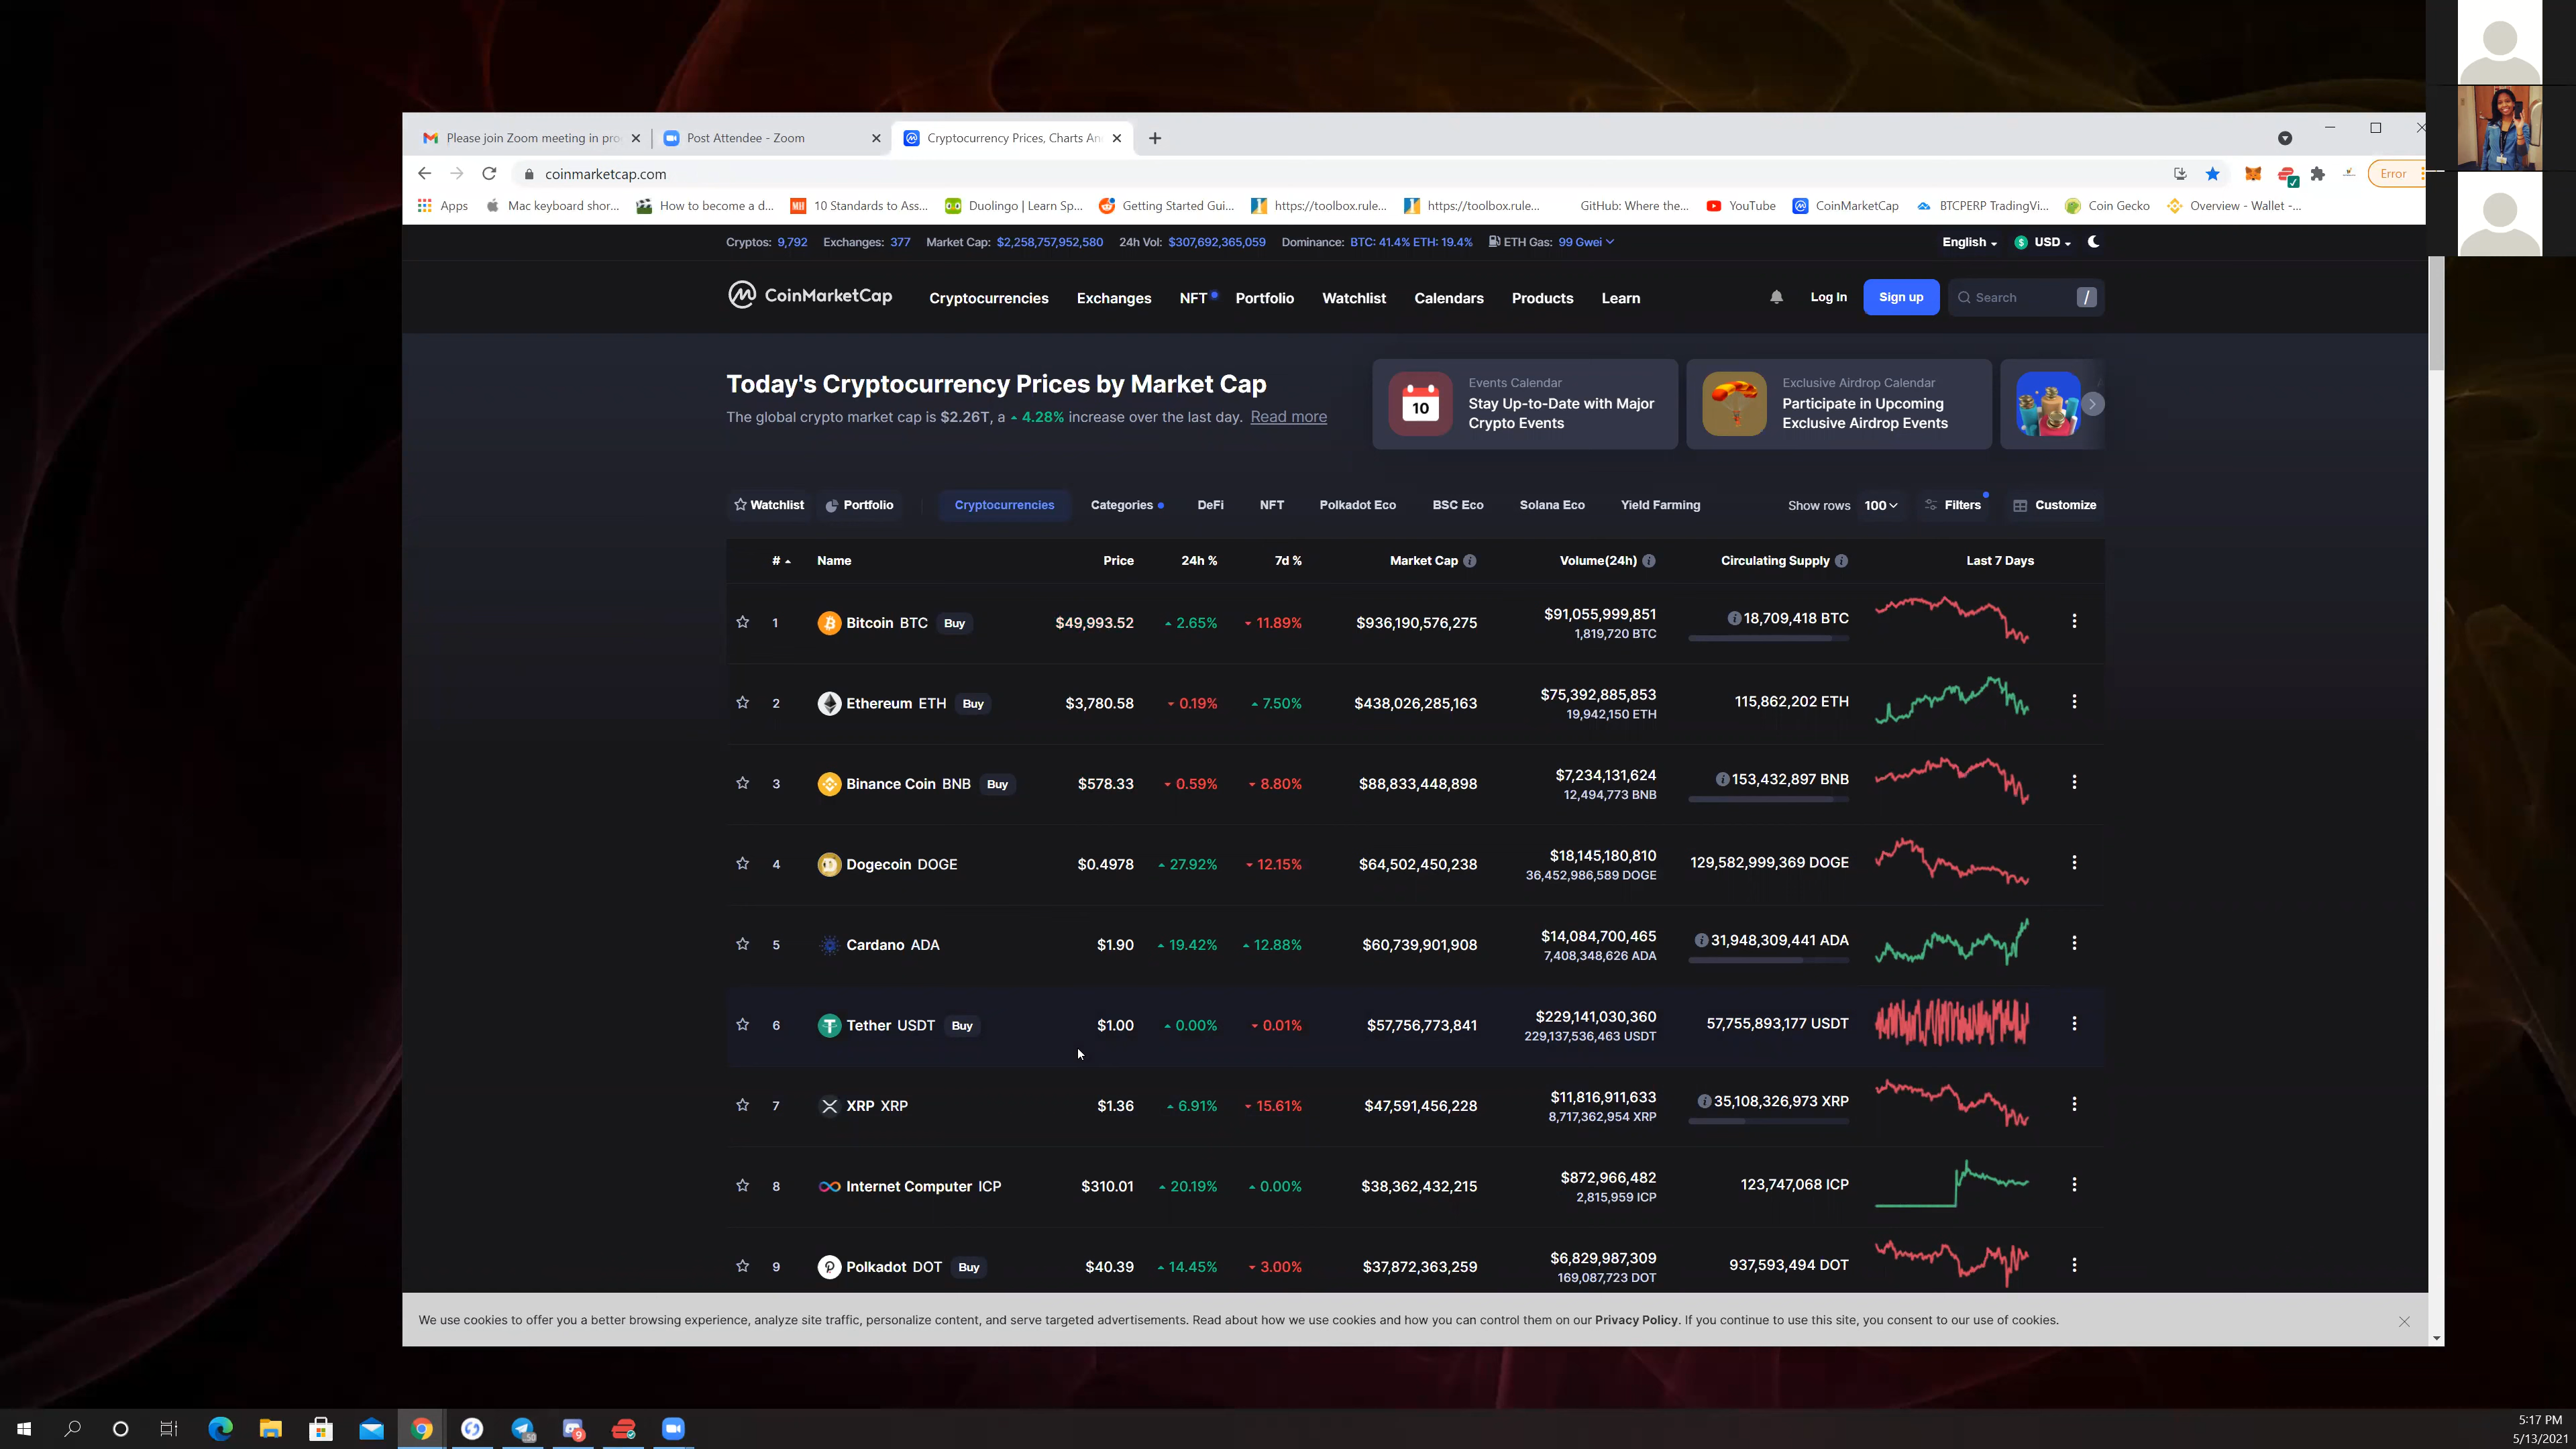 Please join Zoom meeting in pro
Post Attendee - Zoom
Cryptocurrency Prices, Charts An
coinmarketcap.com
Error
Apps
Mac keyboard shor...
How to become a d...
10 Standards to Ass...
Duolingo | Learn Sp...
Getting Started Gui...
https://toolbox.rule...
https://toolbox.rule...
GitHub: Where the...
YouTube
CoinMarketCap
BTCPERP TradingVi...
Coin Gecko
Overview - Wallet -...
Cryptos: 9,792 Exchanges: 377 Market Cap: $2,258,757,952,580 24h Vol: $307,692,365,059 Dominance: BTC: 41.4% ETH: 19.4% ETH Gas: 99 Gwei
English
$ USD
CoinMarketCap
Cryptocurrencies Exchanges NFT Portfolio Watchlist Calendars Products Learn
Log In
Sign up
Search /
Today's Cryptocurrency Prices by Market Cap
The global crypto market cap is $2.26T, a 4.28% increase over the last day. Read more
10
Events Calendar
Stay Up-to-Date with Major
Crypto Events
Exclusive Airdrop Calendar
Participate in Upcoming
Exclusive Airdrop Events
Watchlist Portfolio Cryptocurrencies Categories DeFi NFT Polkadot Eco BSC Eco Solana Eco Yield Farming Show rows 100 Filters Customize
# Name Price 24h % 7d % Market Cap Volume(24h) Circulating Supply Last 7 Days
1 Bitcoin BTC Buy $49,993.52 2.65% 11.89% $936,190,576,275 $91,055,999,851 18,709,418 BTC
1,819,720 BTC
2 Ethereum ETH Buy $3,780.58 0.19% 7.50% $438,026,285,163 $75,392,885,853 115,862,202 ETH
19,942,150 ETH
3 Binance Coin BNB Buy $578.33 0.59% 8.80% $88,833,448,898 $7,234,131,624 153,432,897 BNB
12,494,773 BNB
4 Dogecoin DOGE $0.4978 27.92% 12.15% $64,502,450,238 $18,145,180,810 129,582,999,369 DOGE
36,452,986,589 DOGE
5 Cardano ADA $1.90 19.42% 12.88% $60,739,901,908 $14,084,700,465 31,948,309,441 ADA
7,408,348,626 ADA
6 Tether USDT Buy $1.00 0.00% 0.01% $57,756,773,841 $229,141,030,360 57,755,893,177 USDT
229,137,536,463 USDT
7 XRP XRP $1.36 6.91% 15.61% $47,591,456,228 $11,816,911,633 35,108,326,973 XRP
8,717,362,954 XRP
8 Internet Computer ICP $310.01 20.19% 0.00% $38,362,432,215 $872,966,482 123,747,068 ICP
2,815,959 ICP
9 Polkadot DOT Buy $40.39 14.45% 3.00% $37,872,363,259 $6,829,987,309 937,593,494 DOT
169,087,723 DOT
We use cookies to offer you a better browsing experience, analyze site traffic, personalize content, and serve targeted advertisements. Read about how we use cookies and how you can control them on our Privacy Policy. If you continue to use this site, you consent to our use of cookies.
50
9
5:17 PM
5/13/2021